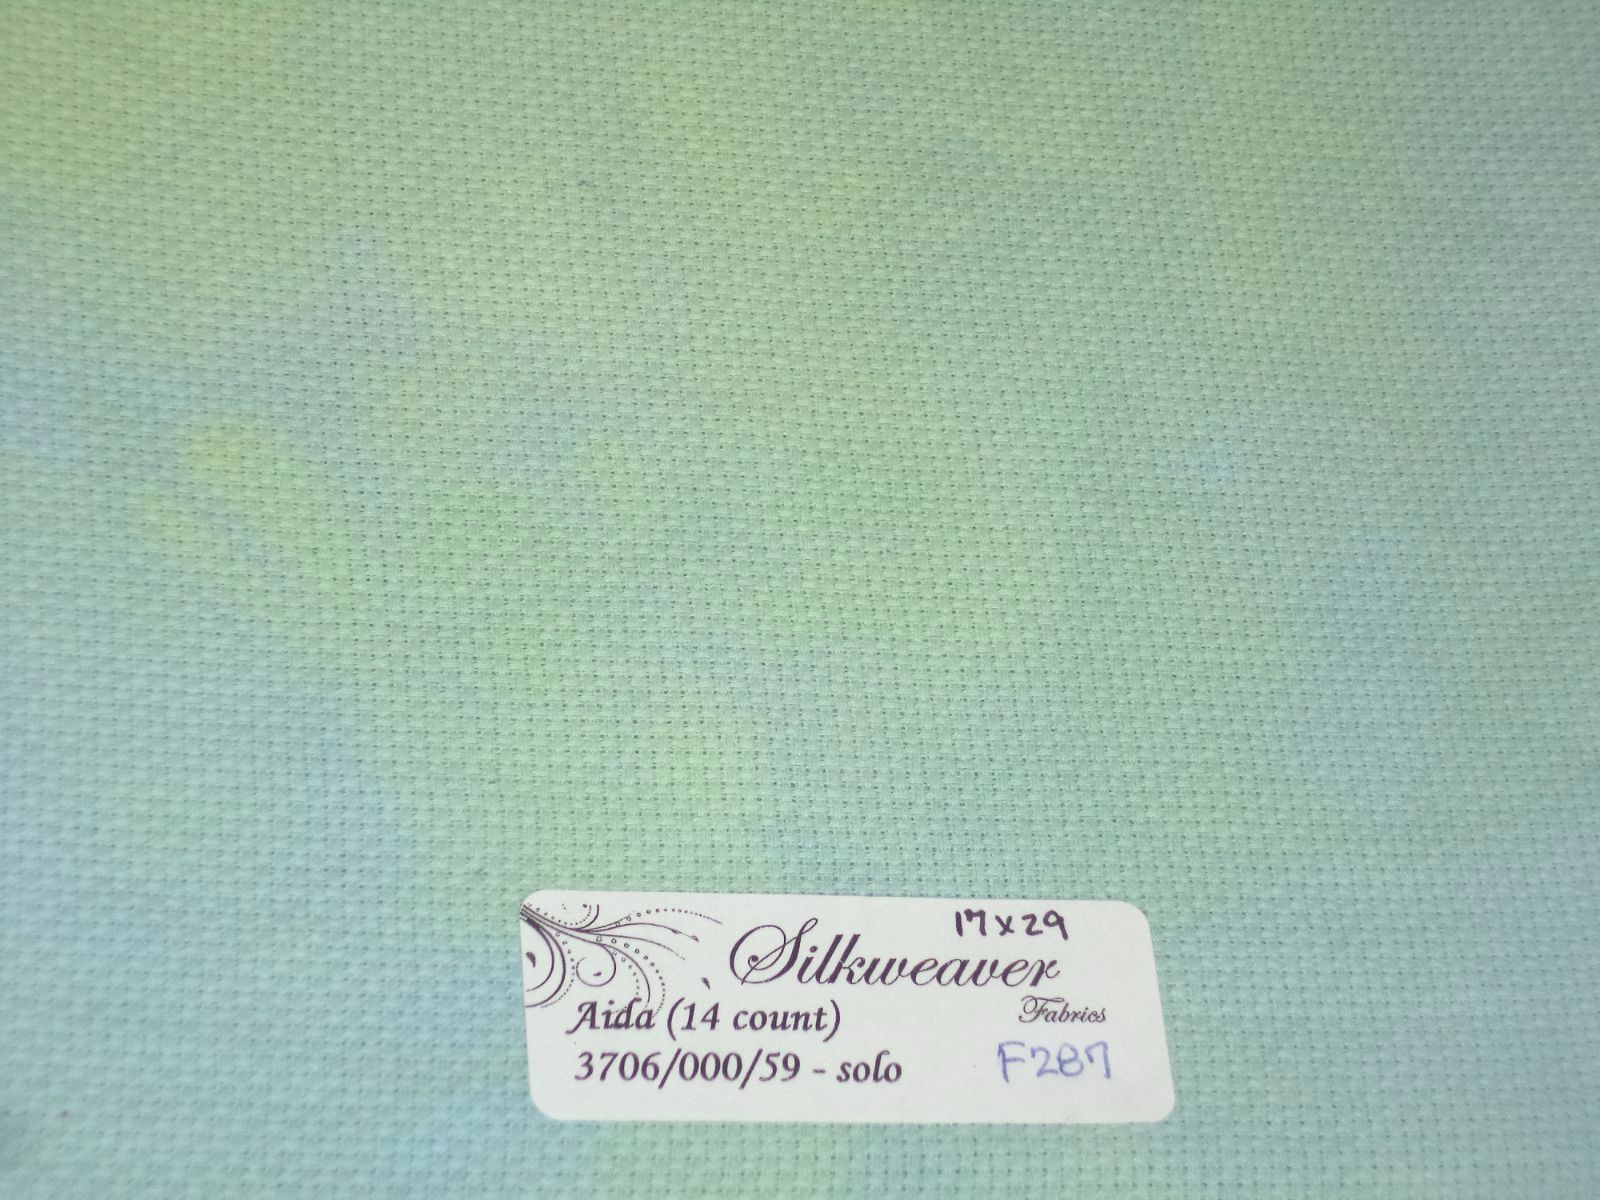 17x29
Silkweaver
Fabrics
Aida (14 count)
3706/000/59 - solo
F287